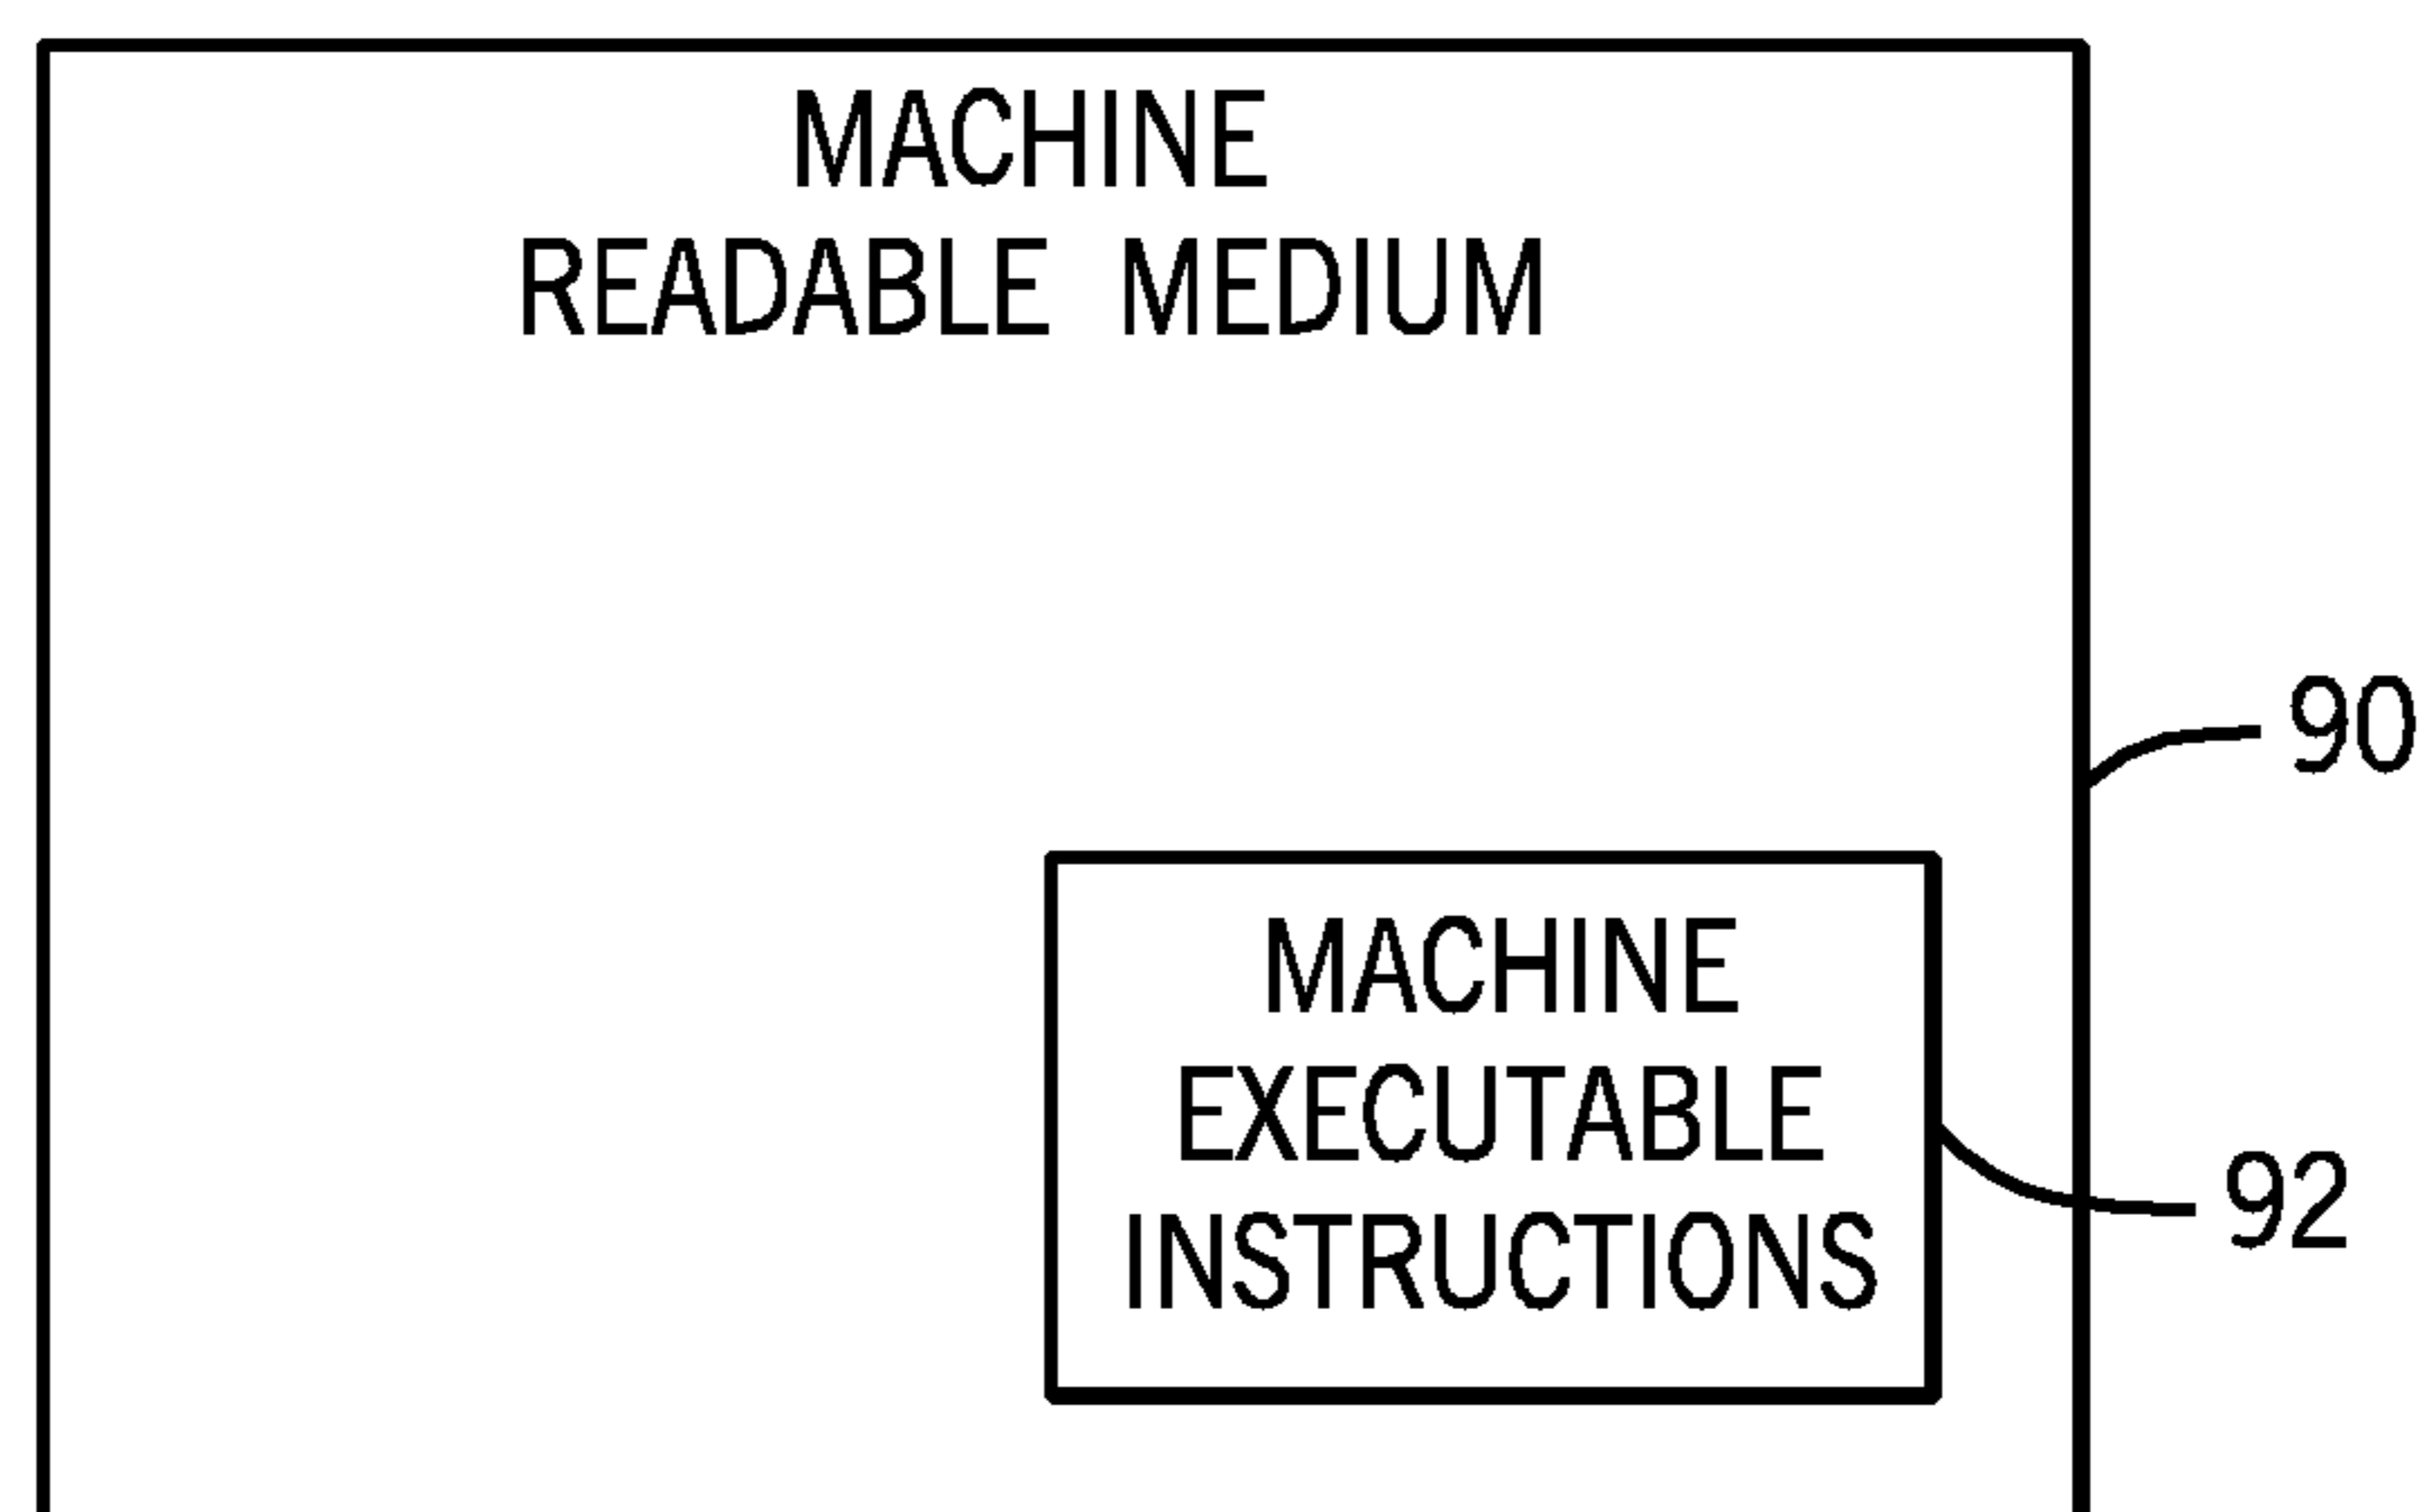 MACHINE
READABLE MEDIUM
90
MACHINE
EXECUTABLE
INSTRUCTIONS
92